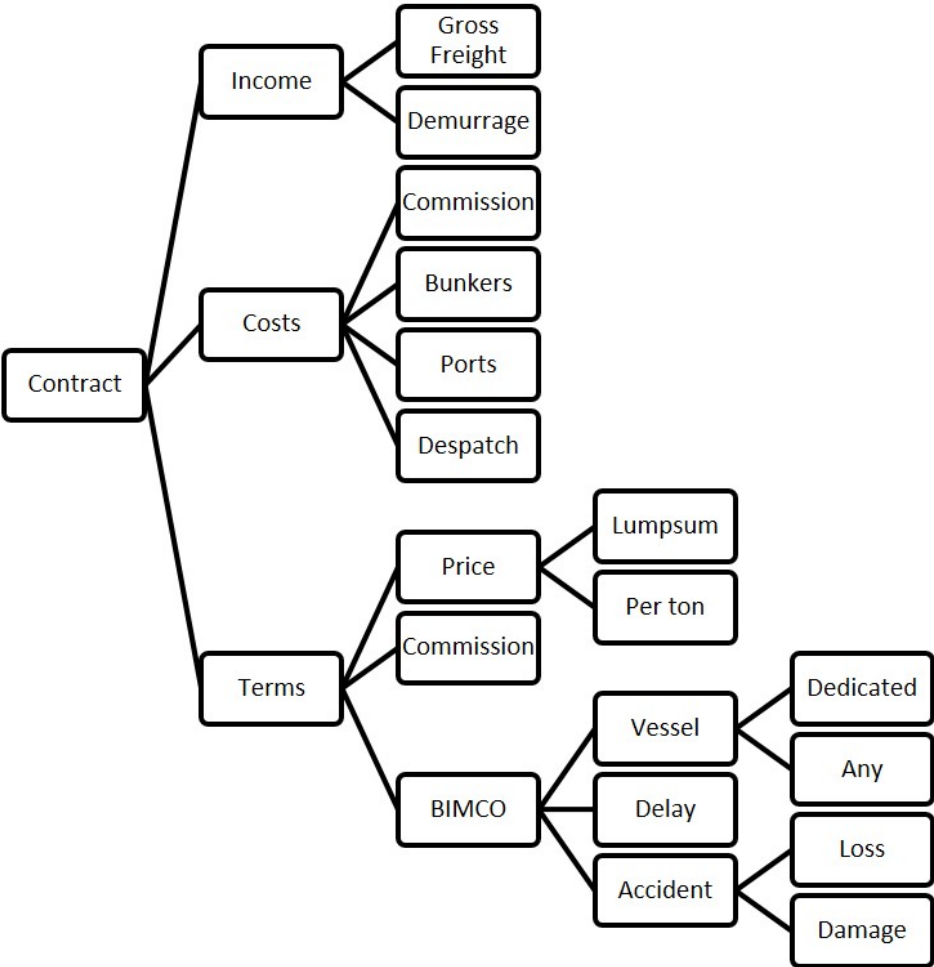 Contract
Income
Gross
Freight
Demurrage
Costs
Commission
Bunkers
Ports
Despatch
Terms
Price
Lumpsum
Per ton
Commission
BIMCO
Vessel
Dedicated
Any
Delay
Accident
Loss
Damage